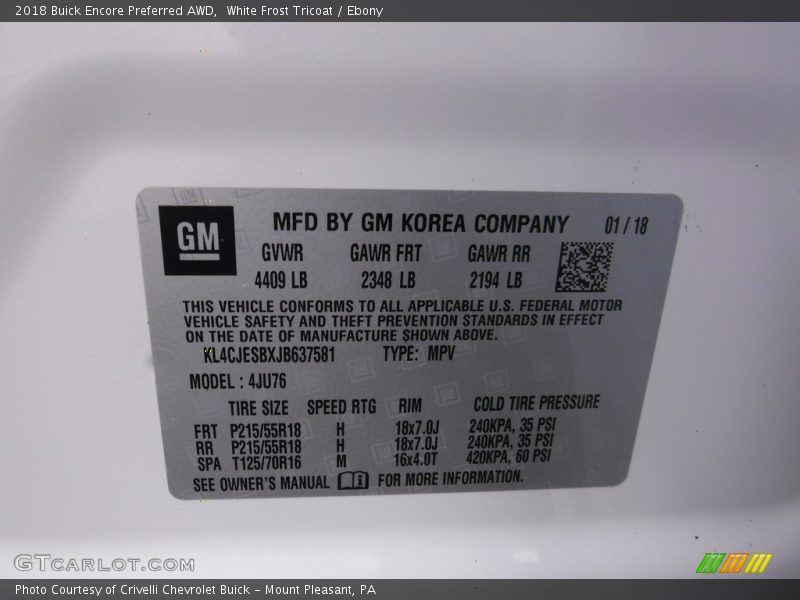 2018 Buick Encore Preferred AWD,  White Frost Tricoat / Ebony
GM
MFD BY GM KOREA COMPANY 01 / 18
GVWR GAWR FRT GAWR RR
4409 LB 2348 LB 2194 LB
THIS VEHICLE CONFORMS TO ALL APPLICABLE U.S. FEDERAL MOTOR
VEHICLE SAFETY AND THEFT PREVENTION STANDARDS IN EFFECT
ON THE DATE OF MANUFACTURE SHOWN ABOVE.
KL4CJESBXJB637581 TYPE: MPV
MODEL : 4JU76
TIRE SIZE SPEED RTG RIM COLD TIRE PRESSURE
FRT P215/55R18 H 18x7.0J 240KPA, 35 PSI
RR P215/55R18 H 18x7.0J 240KPA, 35 PSI
SPA T125/70R16 M 16x4.0T 420KPA, 60 PSI
SEE OWNER'S MANUAL FOR MORE INFORMATION.
GTCARLOT.COM
Photo Courtesy of Crivelli Chevrolet Buick – Mount Pleasant, PA